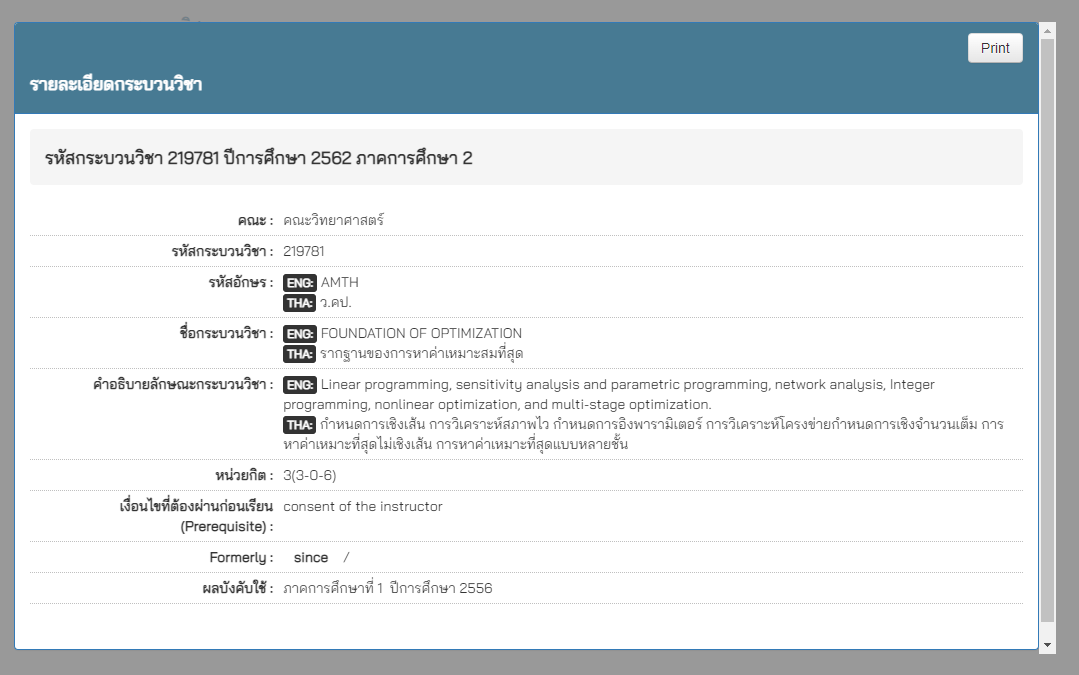 Print
รายละเอียดกระบวนวิชา
รหัสกระบวนวิชา 219781 ปีการศึกษา 2562 ภาคการศึกษา 2
คณะ : คณะวิทยาศาสตร์
รหัสกระบวนวิชา : 219781
รหัสอักษร : ENG: AMTH
THA: ว.คป.
ชื่อกระบวนวิชา : ENG: FOUNDATION OF OPTIMIZATION
THA: รากฐานของการหาค่าเหมาะสมที่สุด
คำอธิบายลักษณะกระบวนวิชา : ENG: Linear programming, sensitivity analysis and parametric programming, network analysis, Integer
programming, nonlinear optimization, and multi-stage optimization.
THA: กำหนดการเชิงเส้น การวิเคราะห์สภาพไว กำหนดการอิงพารามิเตอร์ การวิเคราะห์โครงข่ายกำหนดการเชิงจำนวนเต็ม การ
หาค่าเหมาะที่สุดไม่เชิงเส้น การหาค่าเหมาะที่สุดแบบหลายชั้น
หน่วยกิต : 3(3-0-6)
เงื่อนไขที่ต้องผ่านก่อนเรียน consent of the instructor
(Prerequisite) :
Formerly : since /
ผลบังคับใช้ : ภาคการศึกษาที่ 1 ปีการศึกษา 2556